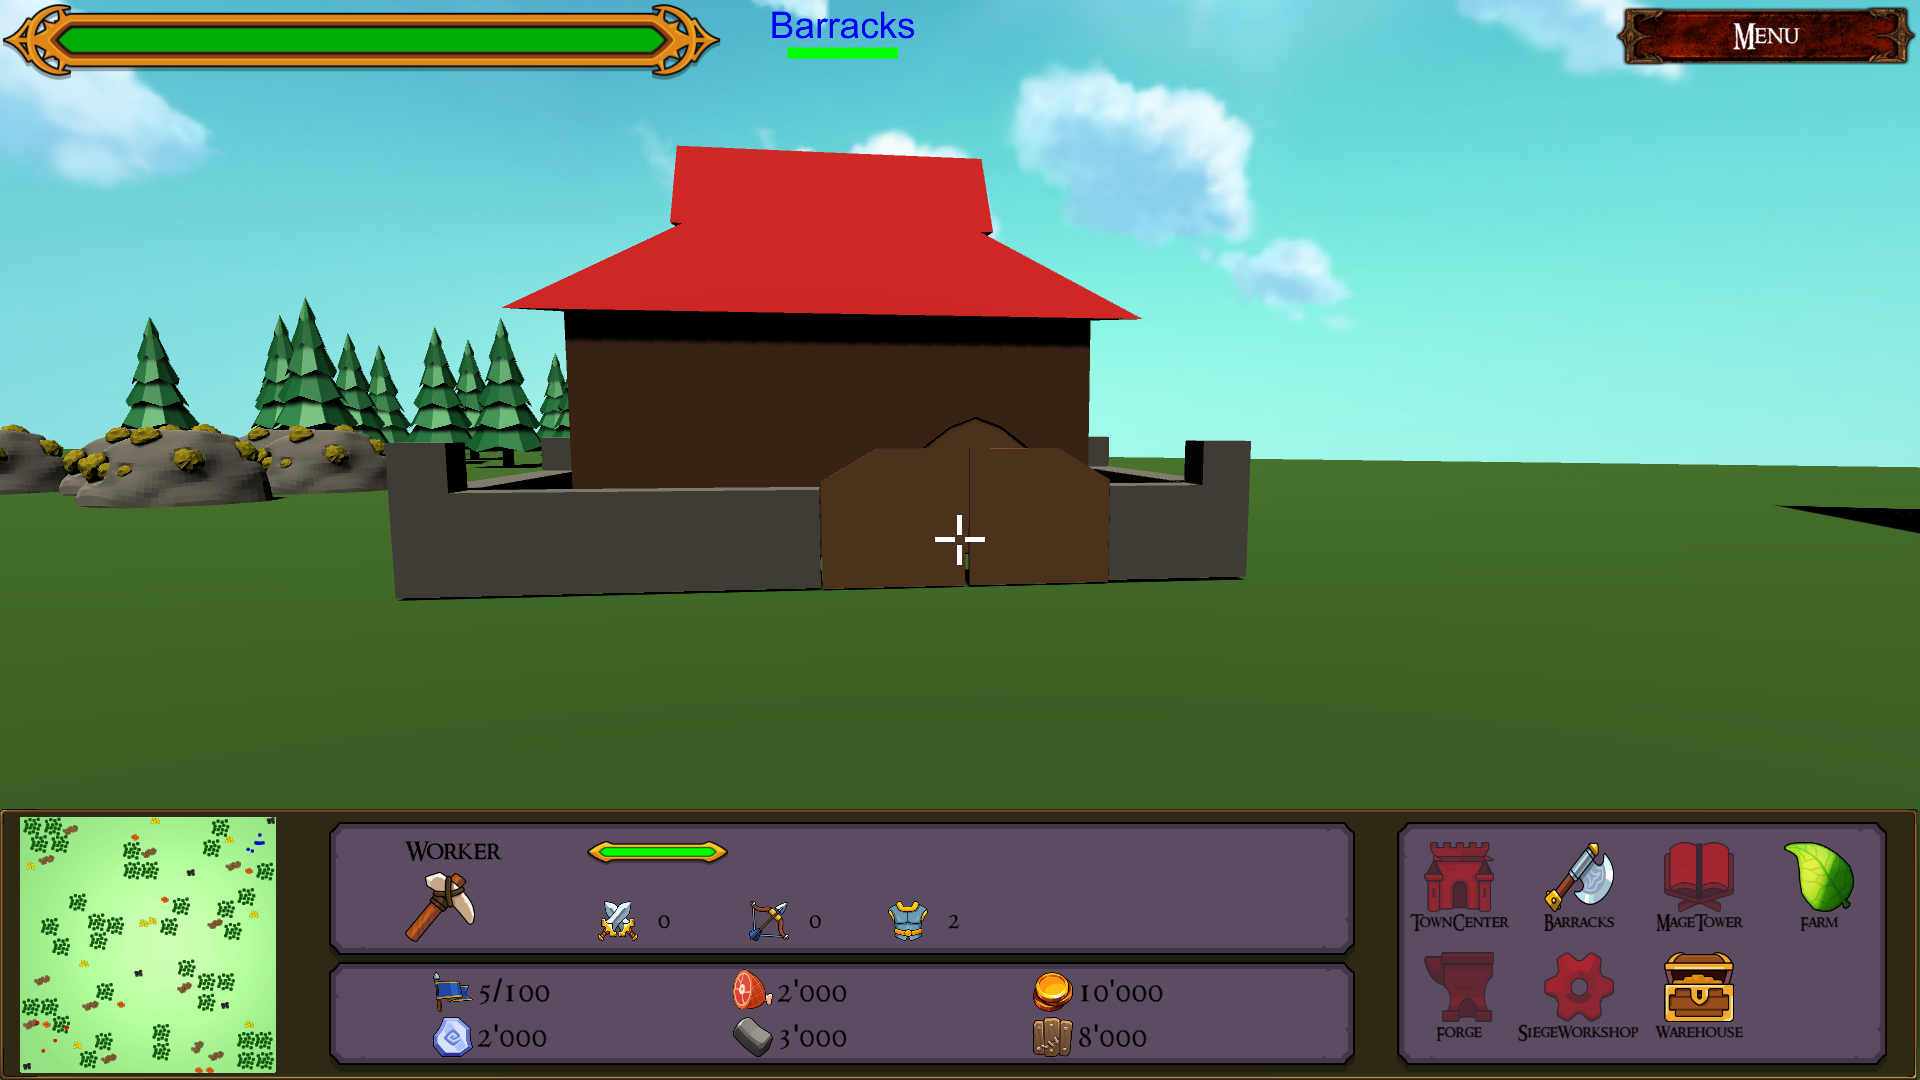 Barracks
MENU
WORKER
0
0
2
5/100
2'000
10'000
2'000
3'000
8'000
TOWNCENTER
BARRACKS
MAGETOWER
FARM
FORGE
SIEGEWORKSHOP
WAREHOUSE